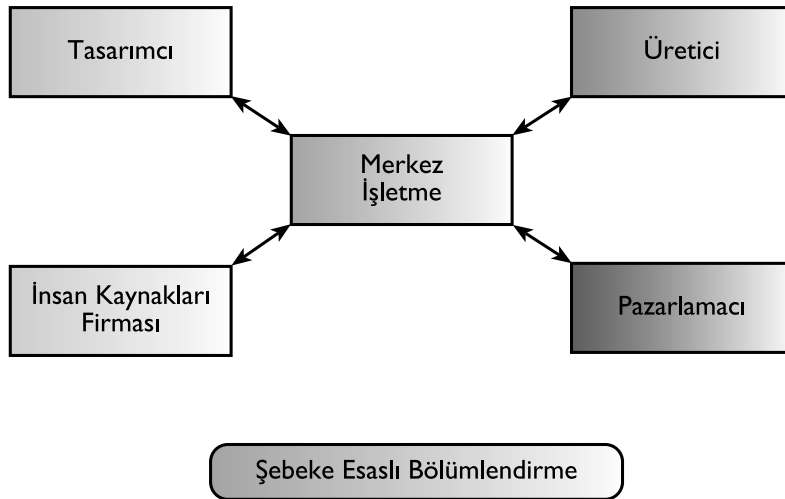 Tasarımcı
Üretici
Merkez
İşletme
İnsan Kaynakları
Firması
Pazarlamacı
Şebeke Esaslı Bölümlendirme